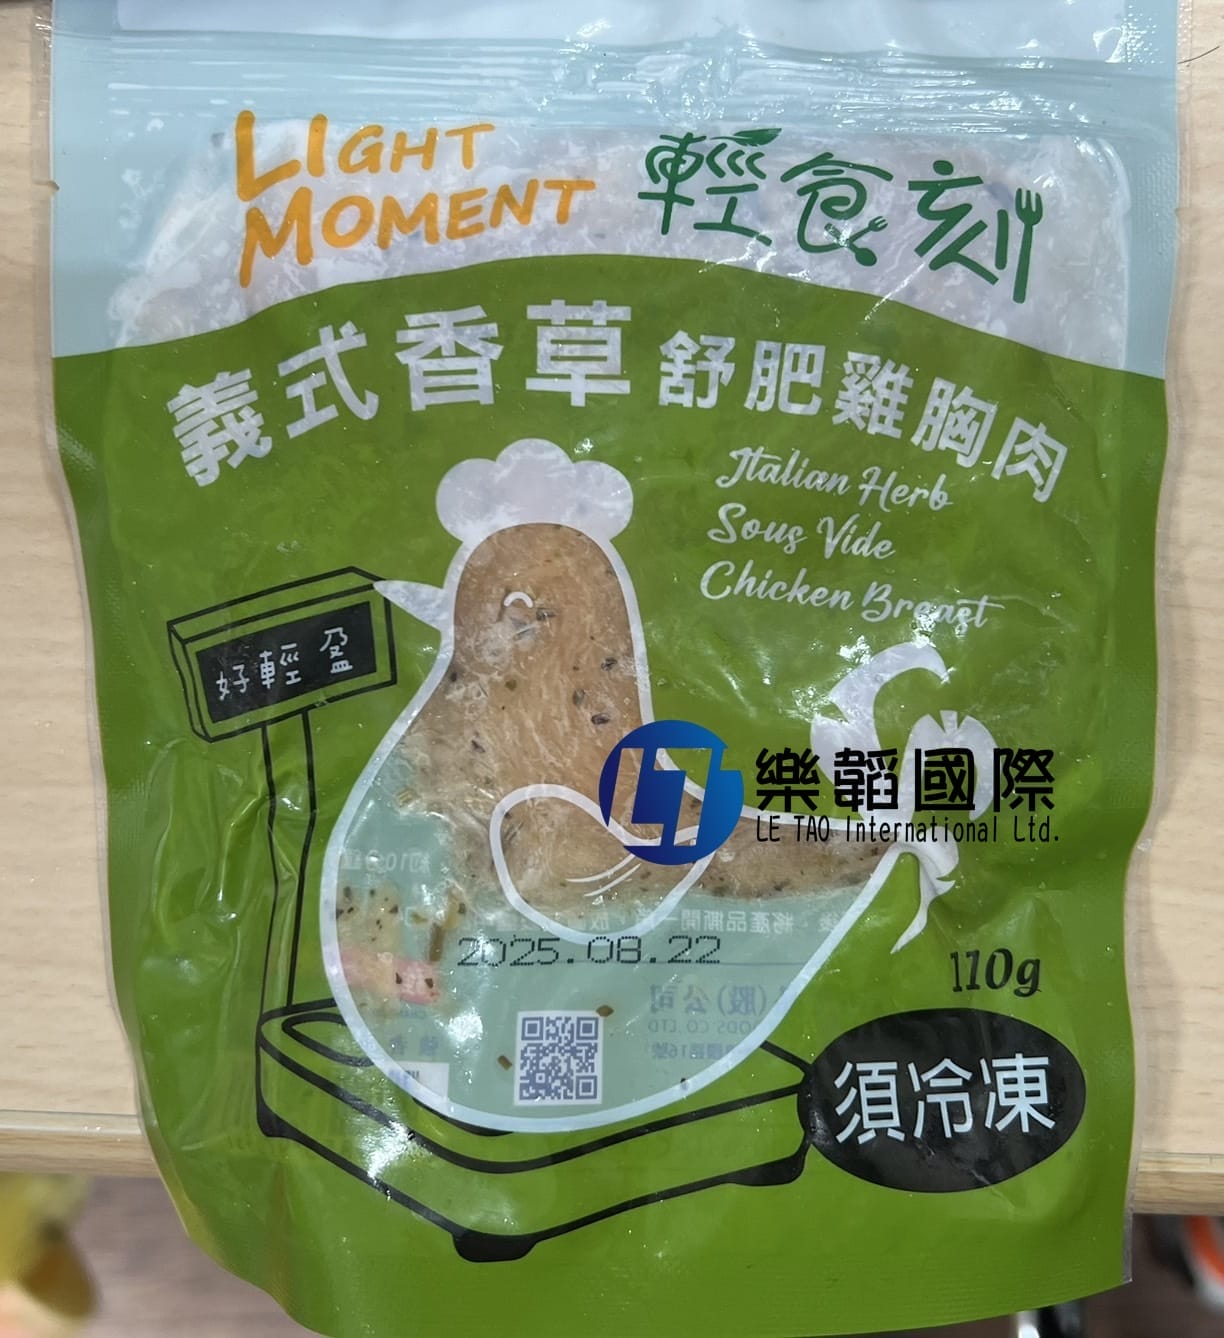 LIGHT
MOMENT
輕食刻
義式香草舒肥雞胸肉
Italian Herb
Sous Vide
Chicken Breast
好輕盈
樂韜國際
LE TAO International Ltd.
2025.08.22
110g
須冷凍